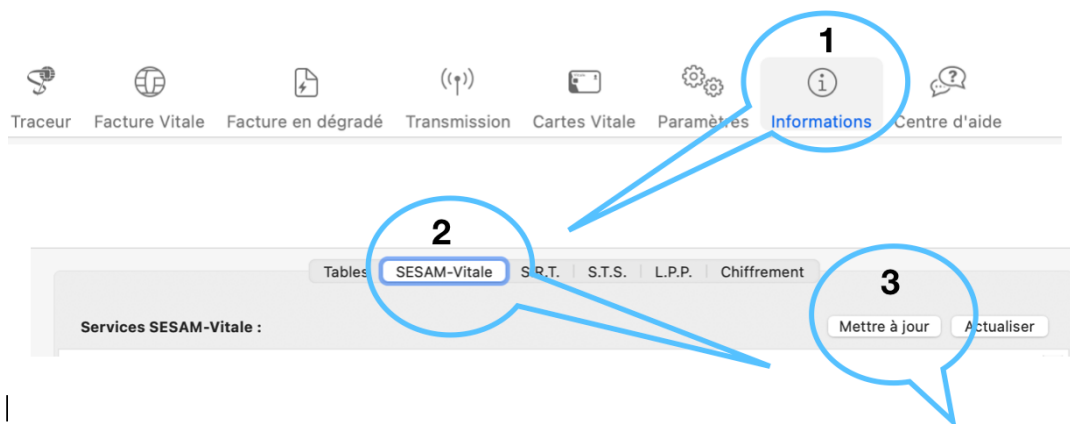 1
Traceur Facture Vitale Facture en dégradé Transmission Cartes Vitale Paramètres Informations Centre d'aide
2
Tables SESAM-Vitale S.R.T. S.T.S. L.P.P. Chiffrement
3
Services SESAM-Vitale : Mettre à jour Actualiser